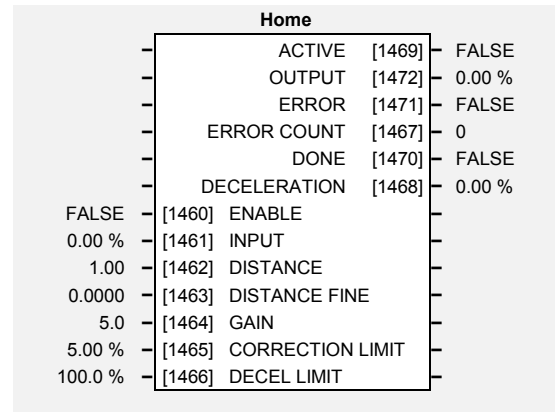 Home
ACTIVE [1469] FALSE
OUTPUT [1472] 0.00 %
ERROR [1471] FALSE
ERROR COUNT [1467] 0
DONE [1470] FALSE
DECELERATION [1468] 0.00 %
FALSE [1460] ENABLE
0.00 % [1461] INPUT
1.00 [1462] DISTANCE
0.0000 [1463] DISTANCE FINE
5.0 [1464] GAIN
5.00 % [1465] CORRECTION LIMIT
100.0 % [1466] DECEL LIMIT